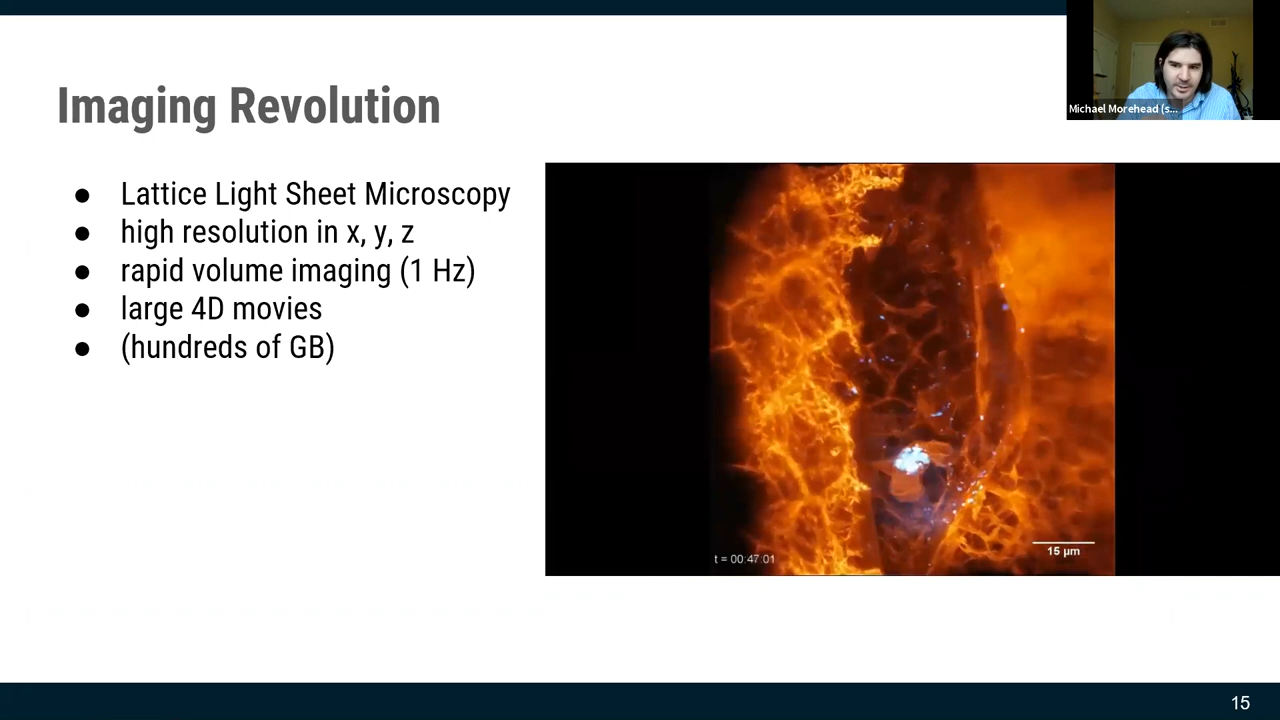 Michael Morehead (s...
Imaging Revolution
● Lattice Light Sheet Microscopy
● high resolution in x, y, z
● rapid volume imaging (1 Hz)
● large 4D movies
● (hundreds of GB)
t = 00:47:01
15 µm
15